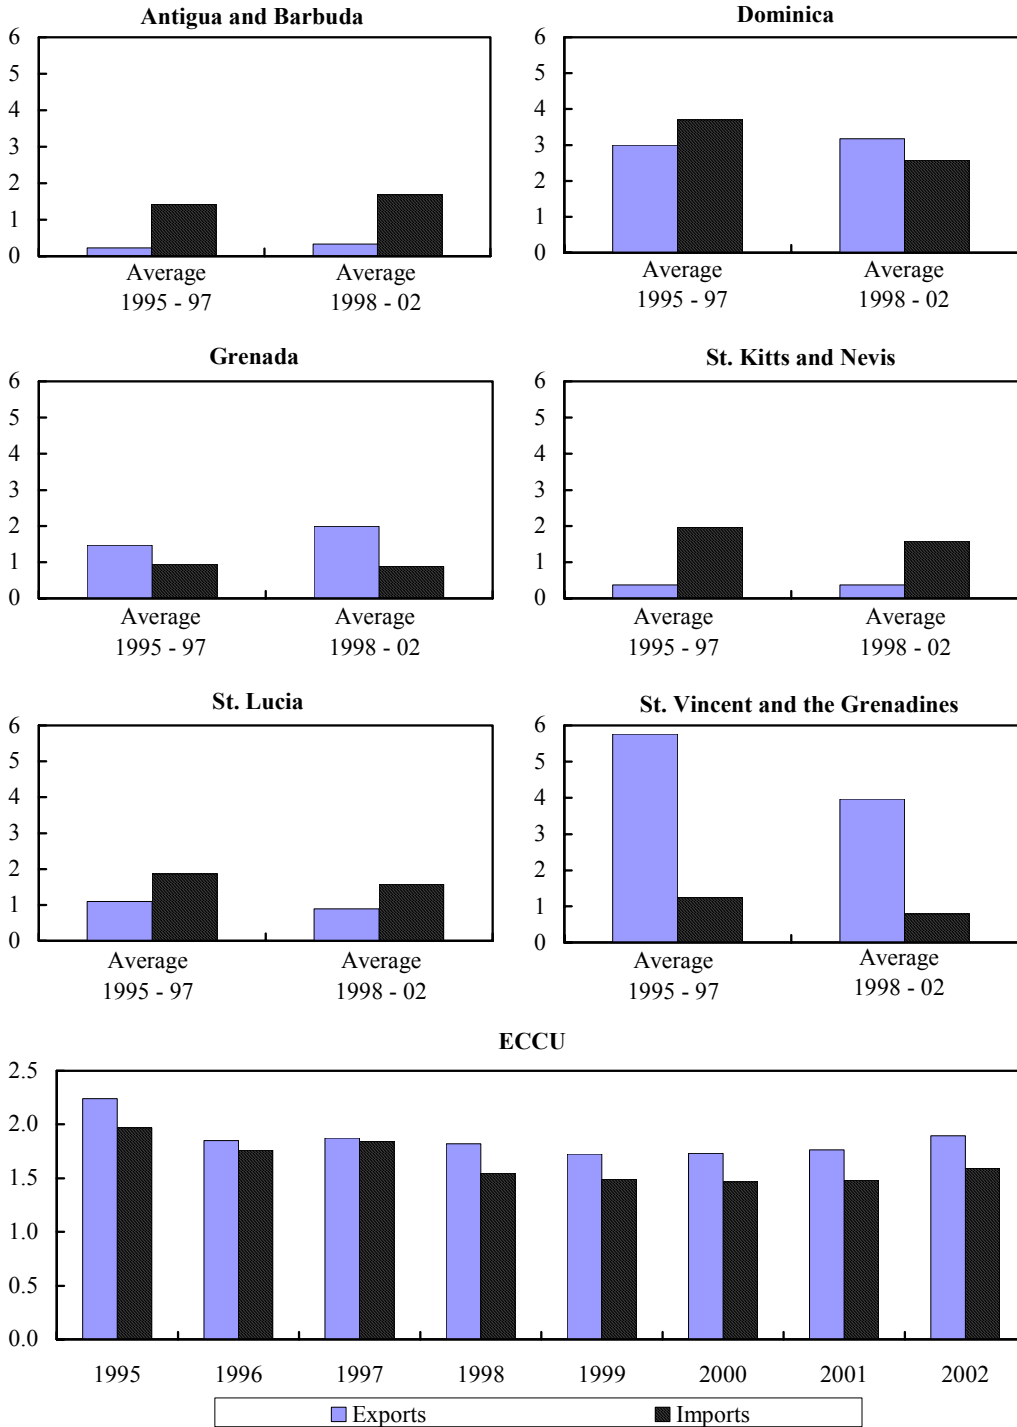 Antigua and Barbuda
6
5
4
3
2
1
0
Average
1995 - 97
Average
1998 - 02
Dominica
6
5
4
3
2
1
0
Average
1995 - 97
Average
1998 - 02
Grenada
6
5
4
3
2
1
0
Average
1995 - 97
Average
1998 - 02
St. Kitts and Nevis
6
5
4
3
2
1
0
Average
1995 - 97
Average
1998 - 02
St. Lucia
6
5
4
3
2
1
0
Average
1995 - 97
Average
1998 - 02
St. Vincent and the Grenadines
6
5
4
3
2
1
0
Average
1995 - 97
Average
1998 - 02
ECCU
2.5
2.0
1.5
1.0
0.5
0.0
1995 1996 1997 1998 1999 2000 2001 2002
Exports Imports